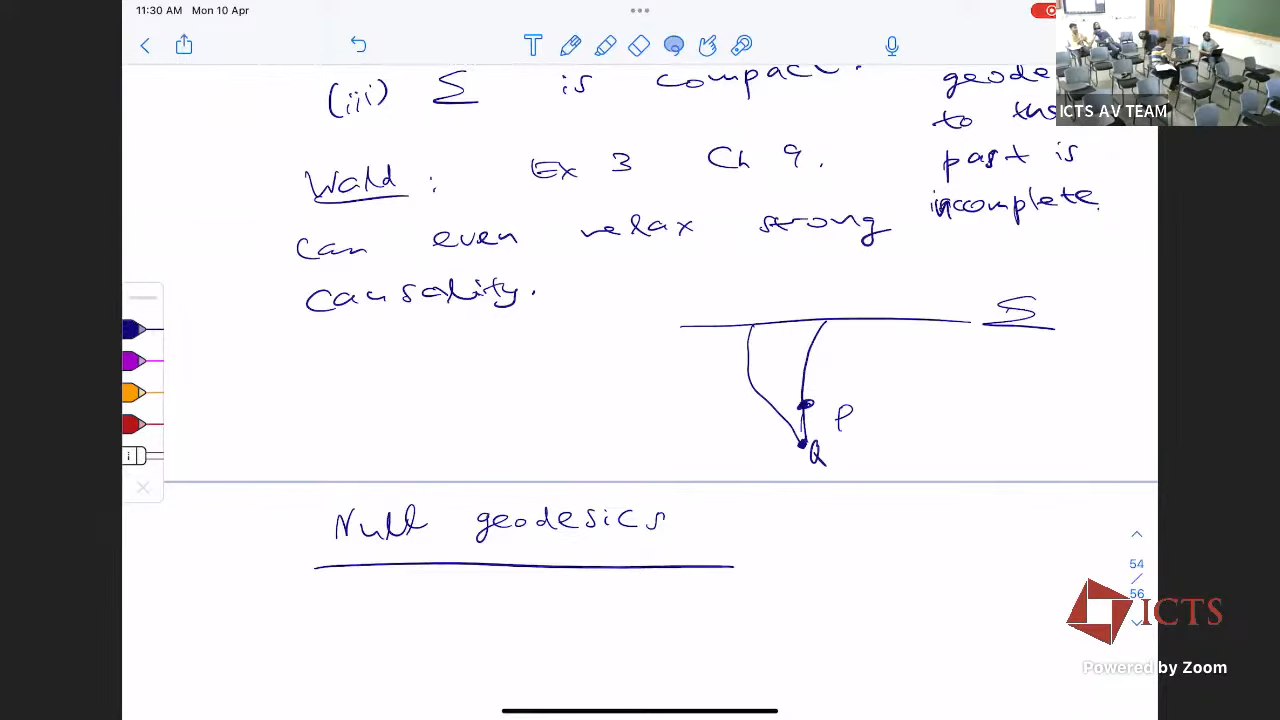 11:30 AM Mon 10 Apr
(iii) Σ is compact.
geode
to the
past is
incomplete.
Wald : Ex 3 Ch 9.
can even relax strong
causality.
Σ
P
Q
Null geodesics
ICTS AV TEAM
54
/
56
ICTS
Powered by Zoom